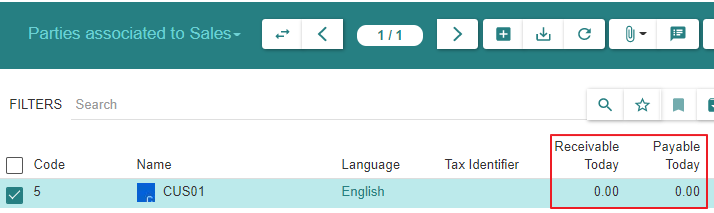 Parties associated to Sales
1 / 1
FILTERS Search
Code Name Language Tax Identifier Receivable Today Payable Today
5 C CUS01 English 0.00 0.00